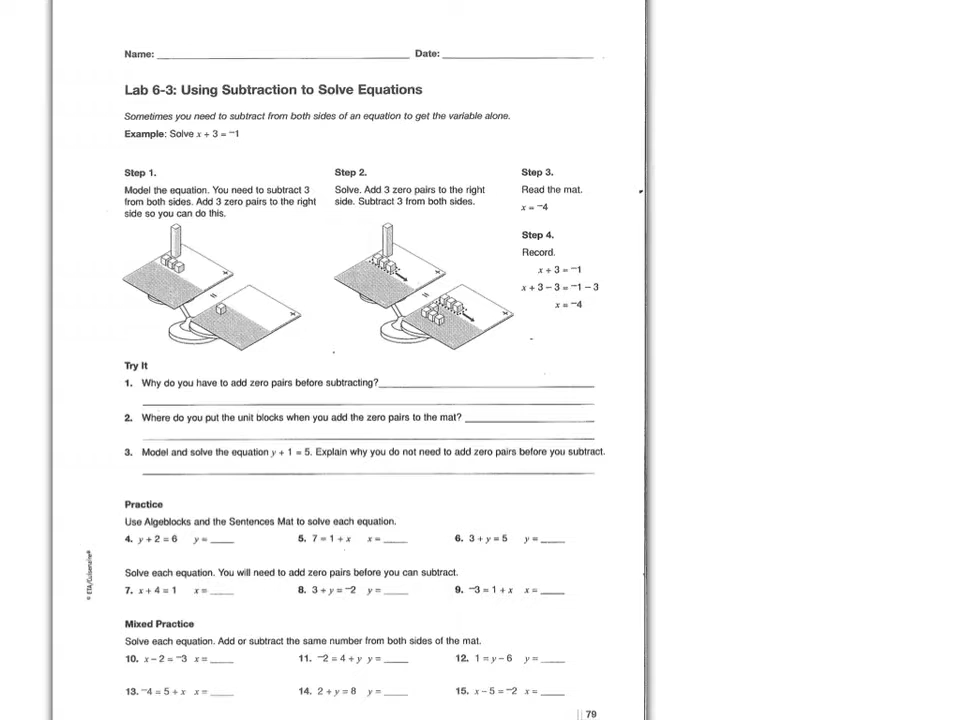 Name: Date:
Lab 6-3: Using Subtraction to Solve Equations
Sometimes you need to subtract from both sides of an equation to get the variable alone.
Example: Solve x + 3 = ⁻1
Step 1.
Model the equation. You need to subtract 3
from both sides. Add 3 zero pairs to the right
side so you can do this.
Step 2.
Solve. Add 3 zero pairs to the right
side. Subtract 3 from both sides.
Step 3.
Read the mat.
x = ⁻4
Step 4.
Record.
x + 3 = ⁻1
x + 3 – 3 = ⁻1 – 3
x = ⁻4
+
=
+
+
=
+
Try It
1. Why do you have to add zero pairs before subtracting?
2. Where do you put the unit blocks when you add the zero pairs to the mat?
3. Model and solve the equation y + 1 = 5. Explain why you do not need to add zero pairs before you subtract.
Practice
Use Algeblocks and the Sentences Mat to solve each equation.
4. y + 2 = 6 y = 5. 7 = 1 + x x = 6. 3 + y = 5 y =
Solve each equation. You will need to add zero pairs before you can subtract.
7. x + 4 = 1 x = 8. 3 + y = ⁻2 y = 9. ⁻3 = 1 + x x =
Mixed Practice
Solve each equation. Add or subtract the same number from both sides of the mat.
10. x – 2 = ⁻3 x = 11. ⁻2 = 4 + y y = 12. 1 = y – 6 y =
13. ⁻4 = 5 + x x = 14. 2 + y = 8 y = 15. x – 5 = ⁻2 x =
© ETA/Cuisenaire®
79